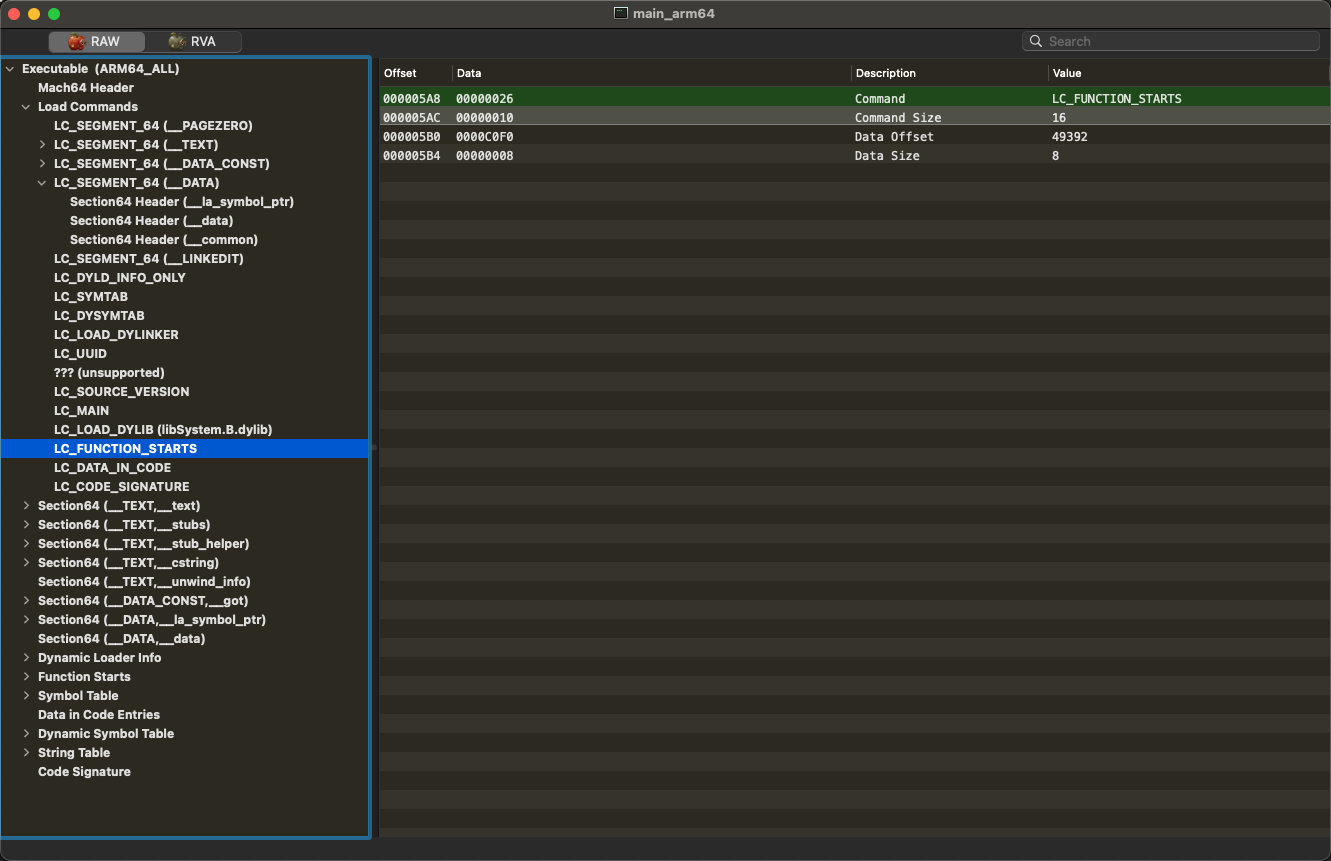 main_arm64
RAW RVA Search
Executable (ARM64_ALL)
Mach64 Header
Load Commands
LC_SEGMENT_64 (__PAGEZERO)
LC_SEGMENT_64 (__TEXT)
LC_SEGMENT_64 (__DATA_CONST)
LC_SEGMENT_64 (__DATA)
Section64 Header (__la_symbol_ptr)
Section64 Header (__data)
Section64 Header (__common)
LC_SEGMENT_64 (__LINKEDIT)
LC_DYLD_INFO_ONLY
LC_SYMTAB
LC_DYSYMTAB
LC_LOAD_DYLINKER
LC_UUID
??? (unsupported)
LC_SOURCE_VERSION
LC_MAIN
LC_LOAD_DYLIB (libSystem.B.dylib)
LC_FUNCTION_STARTS
LC_DATA_IN_CODE
LC_CODE_SIGNATURE
Section64 (__TEXT,__text)
Section64 (__TEXT,__stubs)
Section64 (__TEXT,__stub_helper)
Section64 (__TEXT,__cstring)
Section64 (__TEXT,__unwind_info)
Section64 (__DATA_CONST,__got)
Section64 (__DATA,__la_symbol_ptr)
Section64 (__DATA,__data)
Dynamic Loader Info
Function Starts
Symbol Table
Data in Code Entries
Dynamic Symbol Table
String Table
Code Signature
Offset Data Description Value
000005A8 00000026 Command LC_FUNCTION_STARTS
000005AC 00000010 Command Size 16
000005B0 0000C0F0 Data Offset 49392
000005B4 00000008 Data Size 8